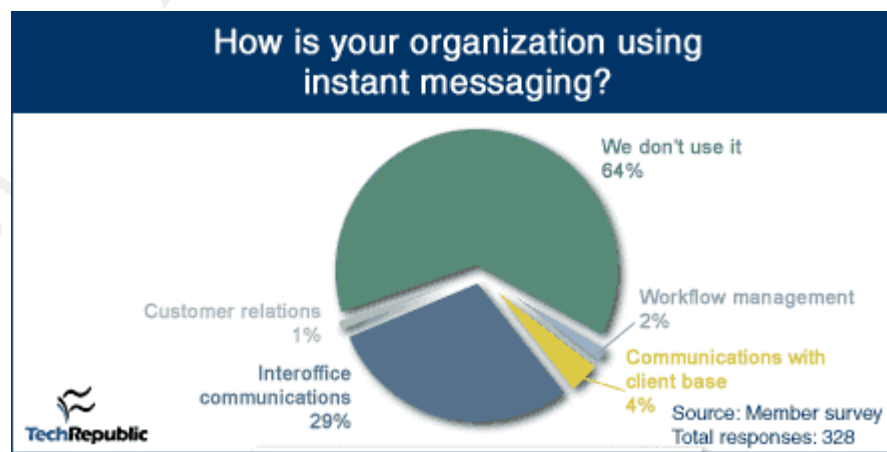 How is your organization using
instant messaging?
We don't use it
64%
Workflow management
2%
Communications with
client base
4%
Interoffice
communications
29%
Customer relations
1%
TechRepublic
Source: Member survey
Total responses: 328